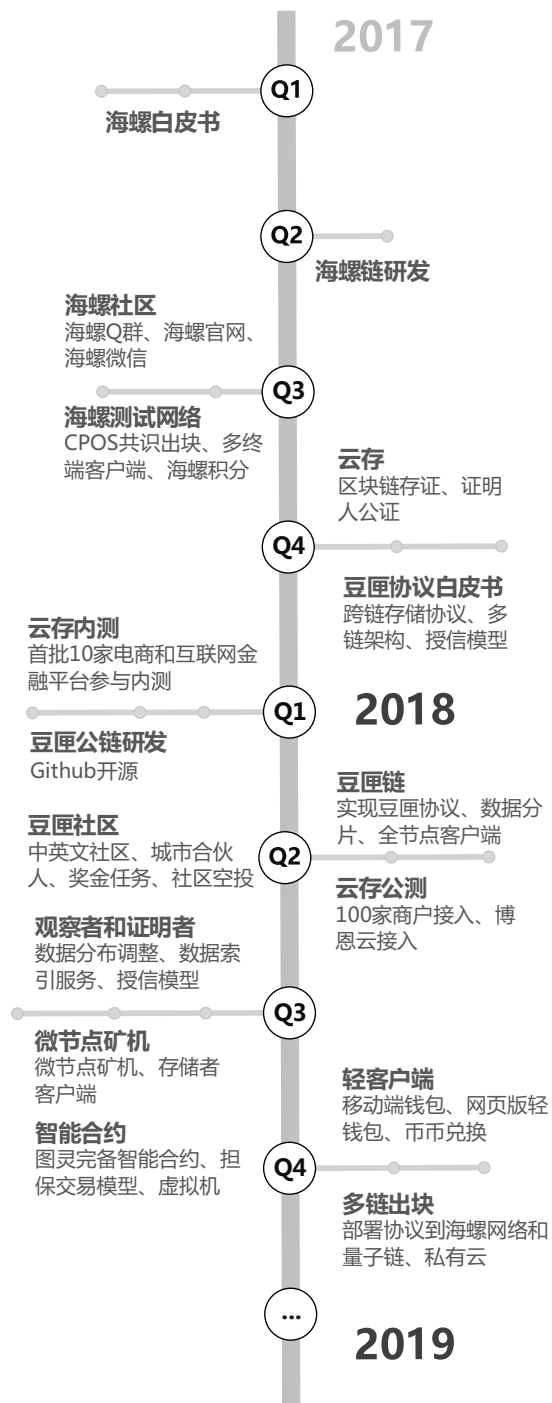 2017
Q1
海螺白皮书
Q2
海螺链研发
海螺社区
海螺Q群、海螺官网、
海螺微信
Q3
海螺测试网络
CPOS共识出块、多终
端客户端、海螺积分
云存
区块链存证、证明
人公证
Q4
豆匣协议白皮书
跨链存储协议、多
链架构、授信模型
云存内测
首批10家电商和互联网金
融平台参与内测
Q1
2018
豆匣公链研发
Github开源
豆匣链
实现豆匣协议、数据分
片、全节点客户端
豆匣社区
中英文社区、城市合伙
人、奖金任务、社区空投
Q2
云存公测
100家商户接入、博
恩云接入
观察者和证明者
数据分布调整、数据索
引服务、授信模型
Q3
微节点矿机
微节点矿机、存储者
客户端
轻客户端
移动端钱包、网页版轻
钱包、币币兑换
智能合约
图灵完备智能合约、担
保交易模型、虚拟机
Q4
多链出块
部署协议到海螺网络和
量子链、私有云
...
2019